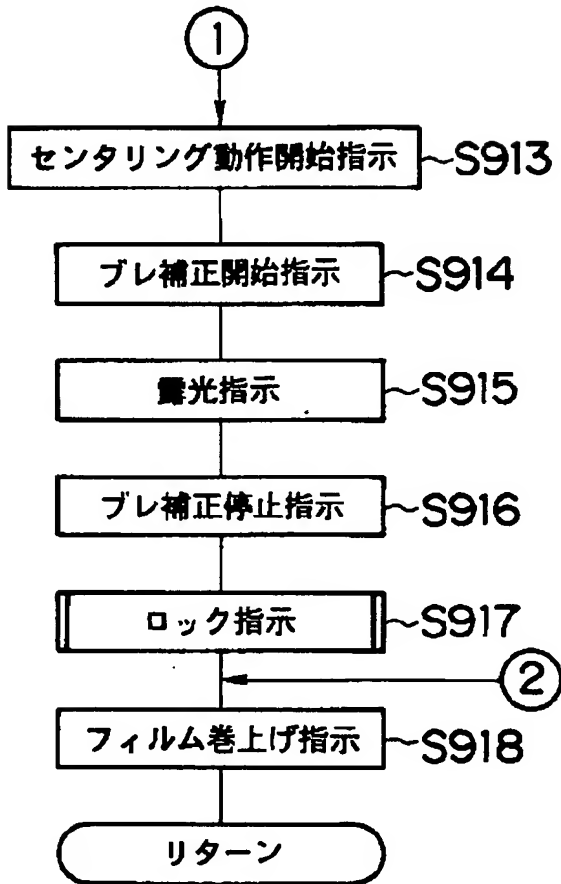 ①
センタリング動作開始指示 ~S913
ブレ補正開始指示 ~S914
露光指示 ~S915
ブレ補正停止指示 ~S916
ロック指示 ~S917
②
フィルム巻上げ指示 ~S918
リターン